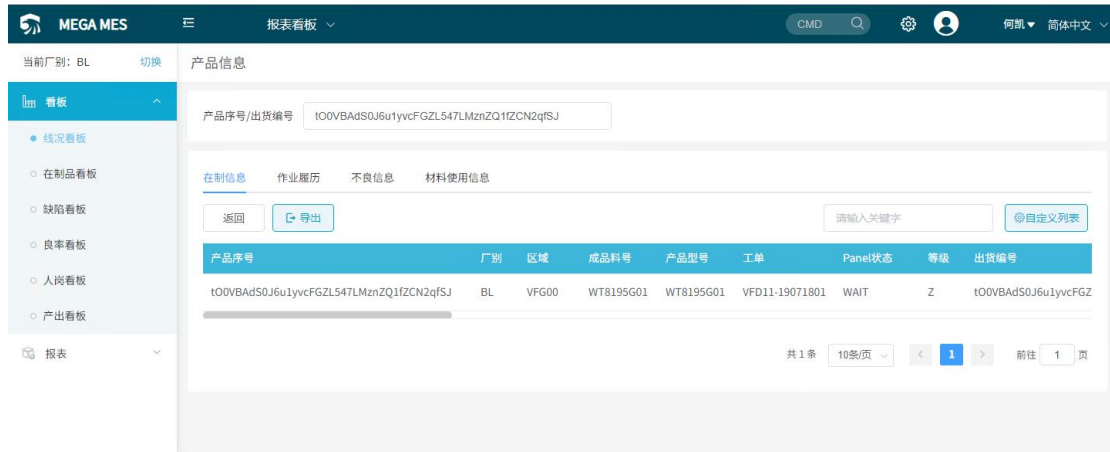 MEGA MES 报表看板 CMD 何凯 简体中文
当前厂别：BL 切换 产品信息
看板
产品序号/出货编号 tO0VBAdS0J6u1yvcFGZL547LMznZQ1fZCN2qfSJ
线况看板
在制品看板 在制信息 作业履历 不良信息 材料使用信息
缺陷看板 返回 导出 请输入关键字 自定义列表
良率看板
产品序号 厂别 区域 成品料号 产品型号 工单 Panel状态 等级 出货编号
人岗看板 tO0VBAdS0J6u1yvcFGZL547LMznZQ1fZCN2qfSJ BL VFG00 WT8195G01 WT8195G01 VFD11-19071801 WAIT Z tO0VBAdS0J6u1yvcFGZ
产出看板
报表 共 1 条 10条/页 1 前往 1 页